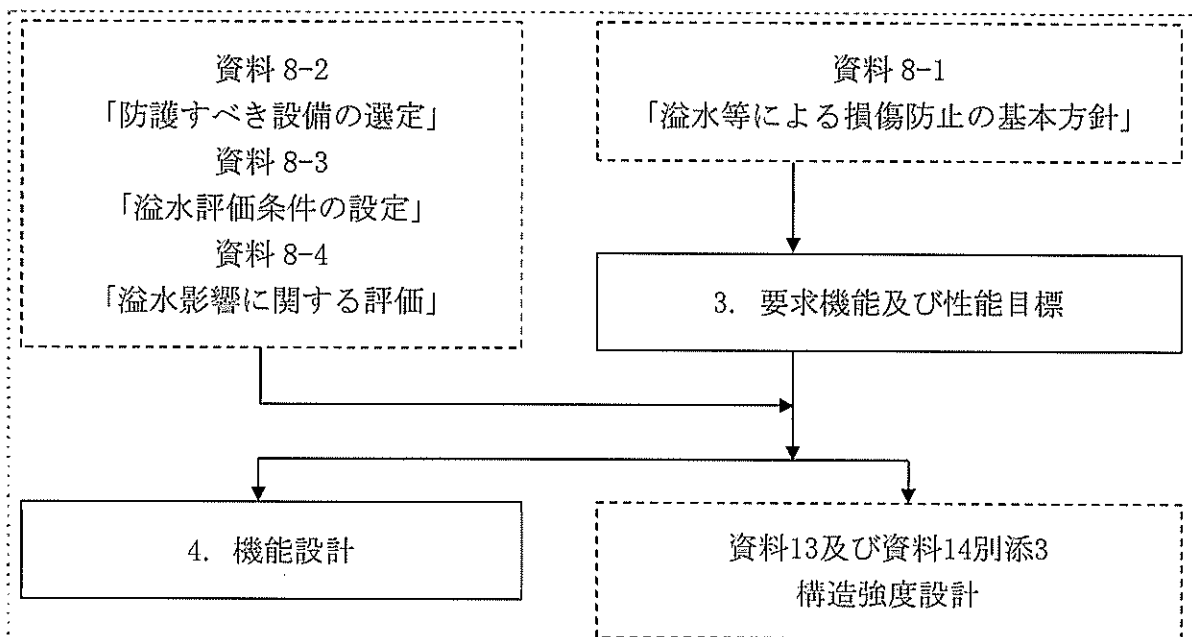 資料 8-2
「防護すべき設備の選定」
資料 8-3
「溢水評価条件の設定」
資料 8-4
「溢水影響に関する評価」
資料 8-1
「溢水等による損傷防止の基本方針」
3. 要求機能及び性能目標
4. 機能設計
資料13及び資料14別添3
構造強度設計